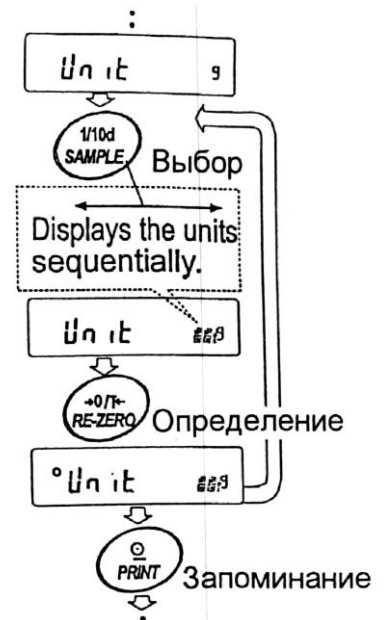 Unit g
1/10d
SAMPLE
Выбор
Displays the units
sequentially.
Unit
→0/T←
RE-ZERO
Определение
°Unit
PRINT
Запоминание